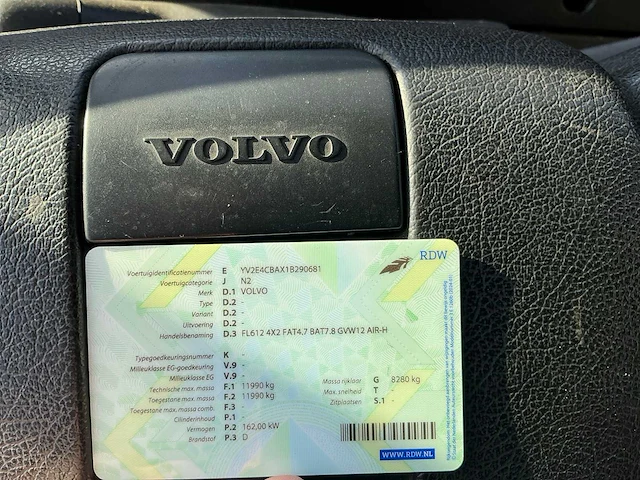 VOLVO
RDW
Voertuigidentificatienummer E YV2E4CBAX1B290681
Voertuigcategorie J N2
Merk D.1 VOLVO
Type D.2 -
Variant D.2 -
Uitvoering D.2 -
Handelsbenaming D.3 FL612 4X2 FAT4.7 BAT7.8 GVW12 AIR-H
Typegoedkeuringsnummer K -
Milieuklasse EG-goedkeuring V.9 -
Milieuklasse EG V.9 -
Technische max. massa F.1 11990 kg
Massa rijklaar G 8280 kg
Toegestane max. massa F.2 11990 kg
Max. snelheid T
Toegestane max. massa comb. F.3 -
Zitplaatsen S.1 -
Cilinderinhoud P.1 -
Vermogen P.2 162,00 kW
Brandstof P.3 D
WWW.RDW.NL